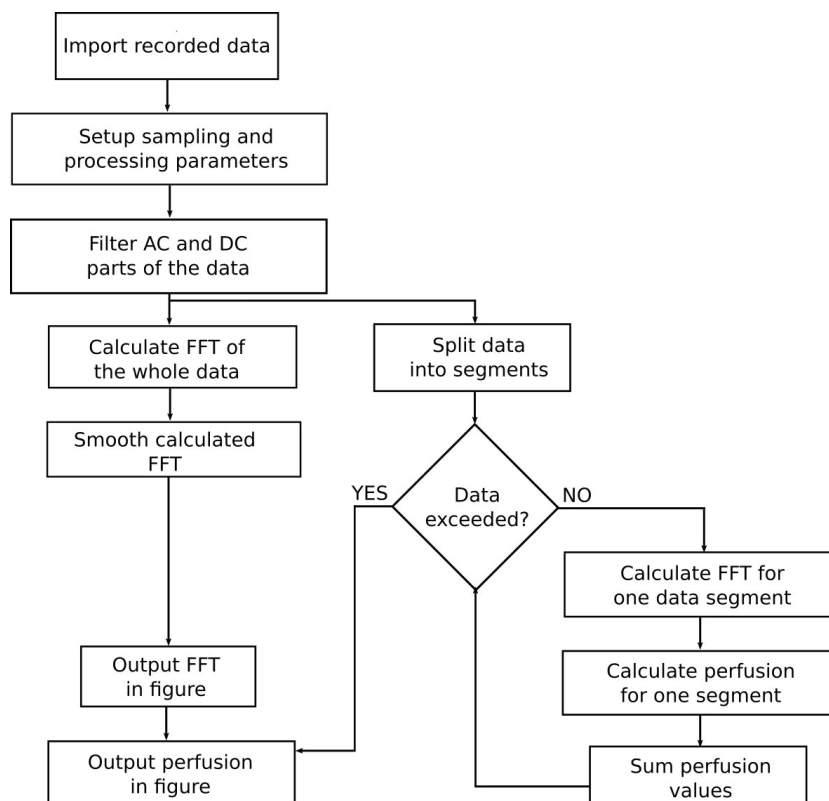 Import recorded data
Setup sampling and
processing parameters
Filter AC and DC
parts of the data
Calculate FFT of
the whole data
Split data
into segments
Smooth calculated
FFT
YES
Data
exceeded?
NO
Calculate FFT for
one data segment
Calculate perfusion
for one segment
Output FFT
in figure
Output perfusion
in figure
Sum perfusion
values